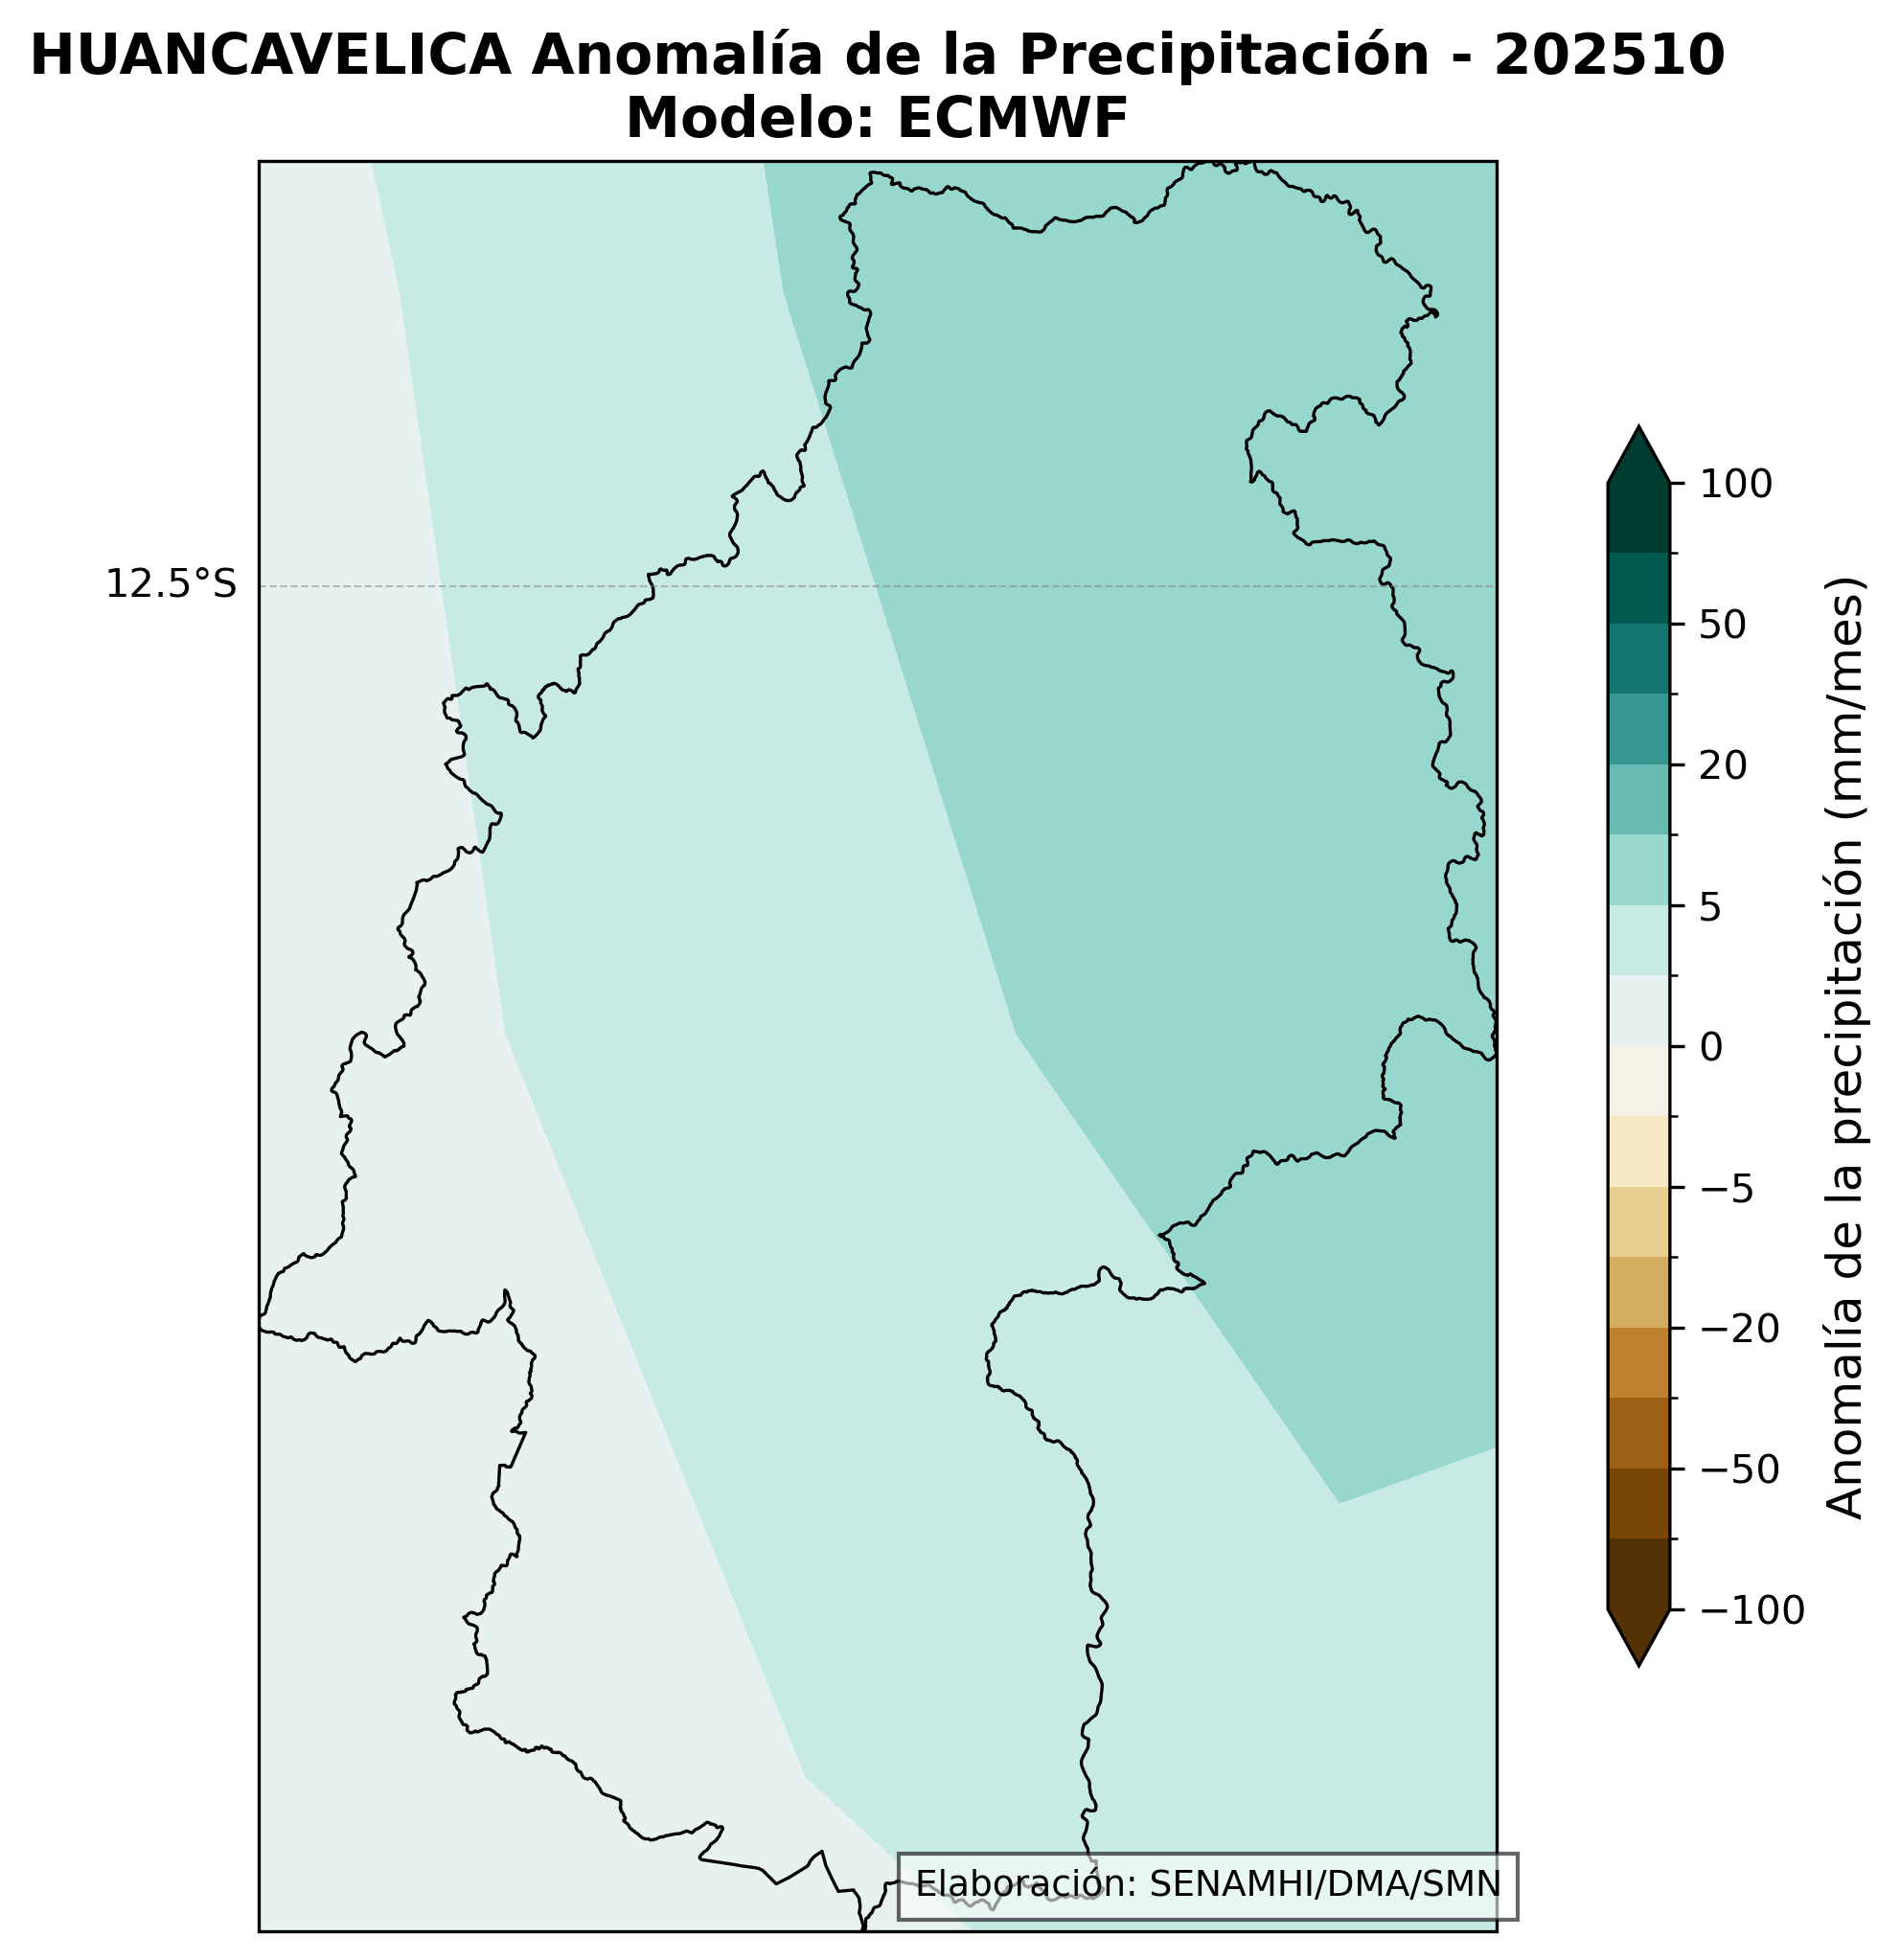 HUANCAVELICA Anomalía de la Precipitación - 202510
Modelo: ECMWF
12.5°S
100
50
20
5
0
−5
−20
−50
−100
Anomalía de la precipitación (mm/mes)
Elaboración: SENAMHI/DMA/SMN